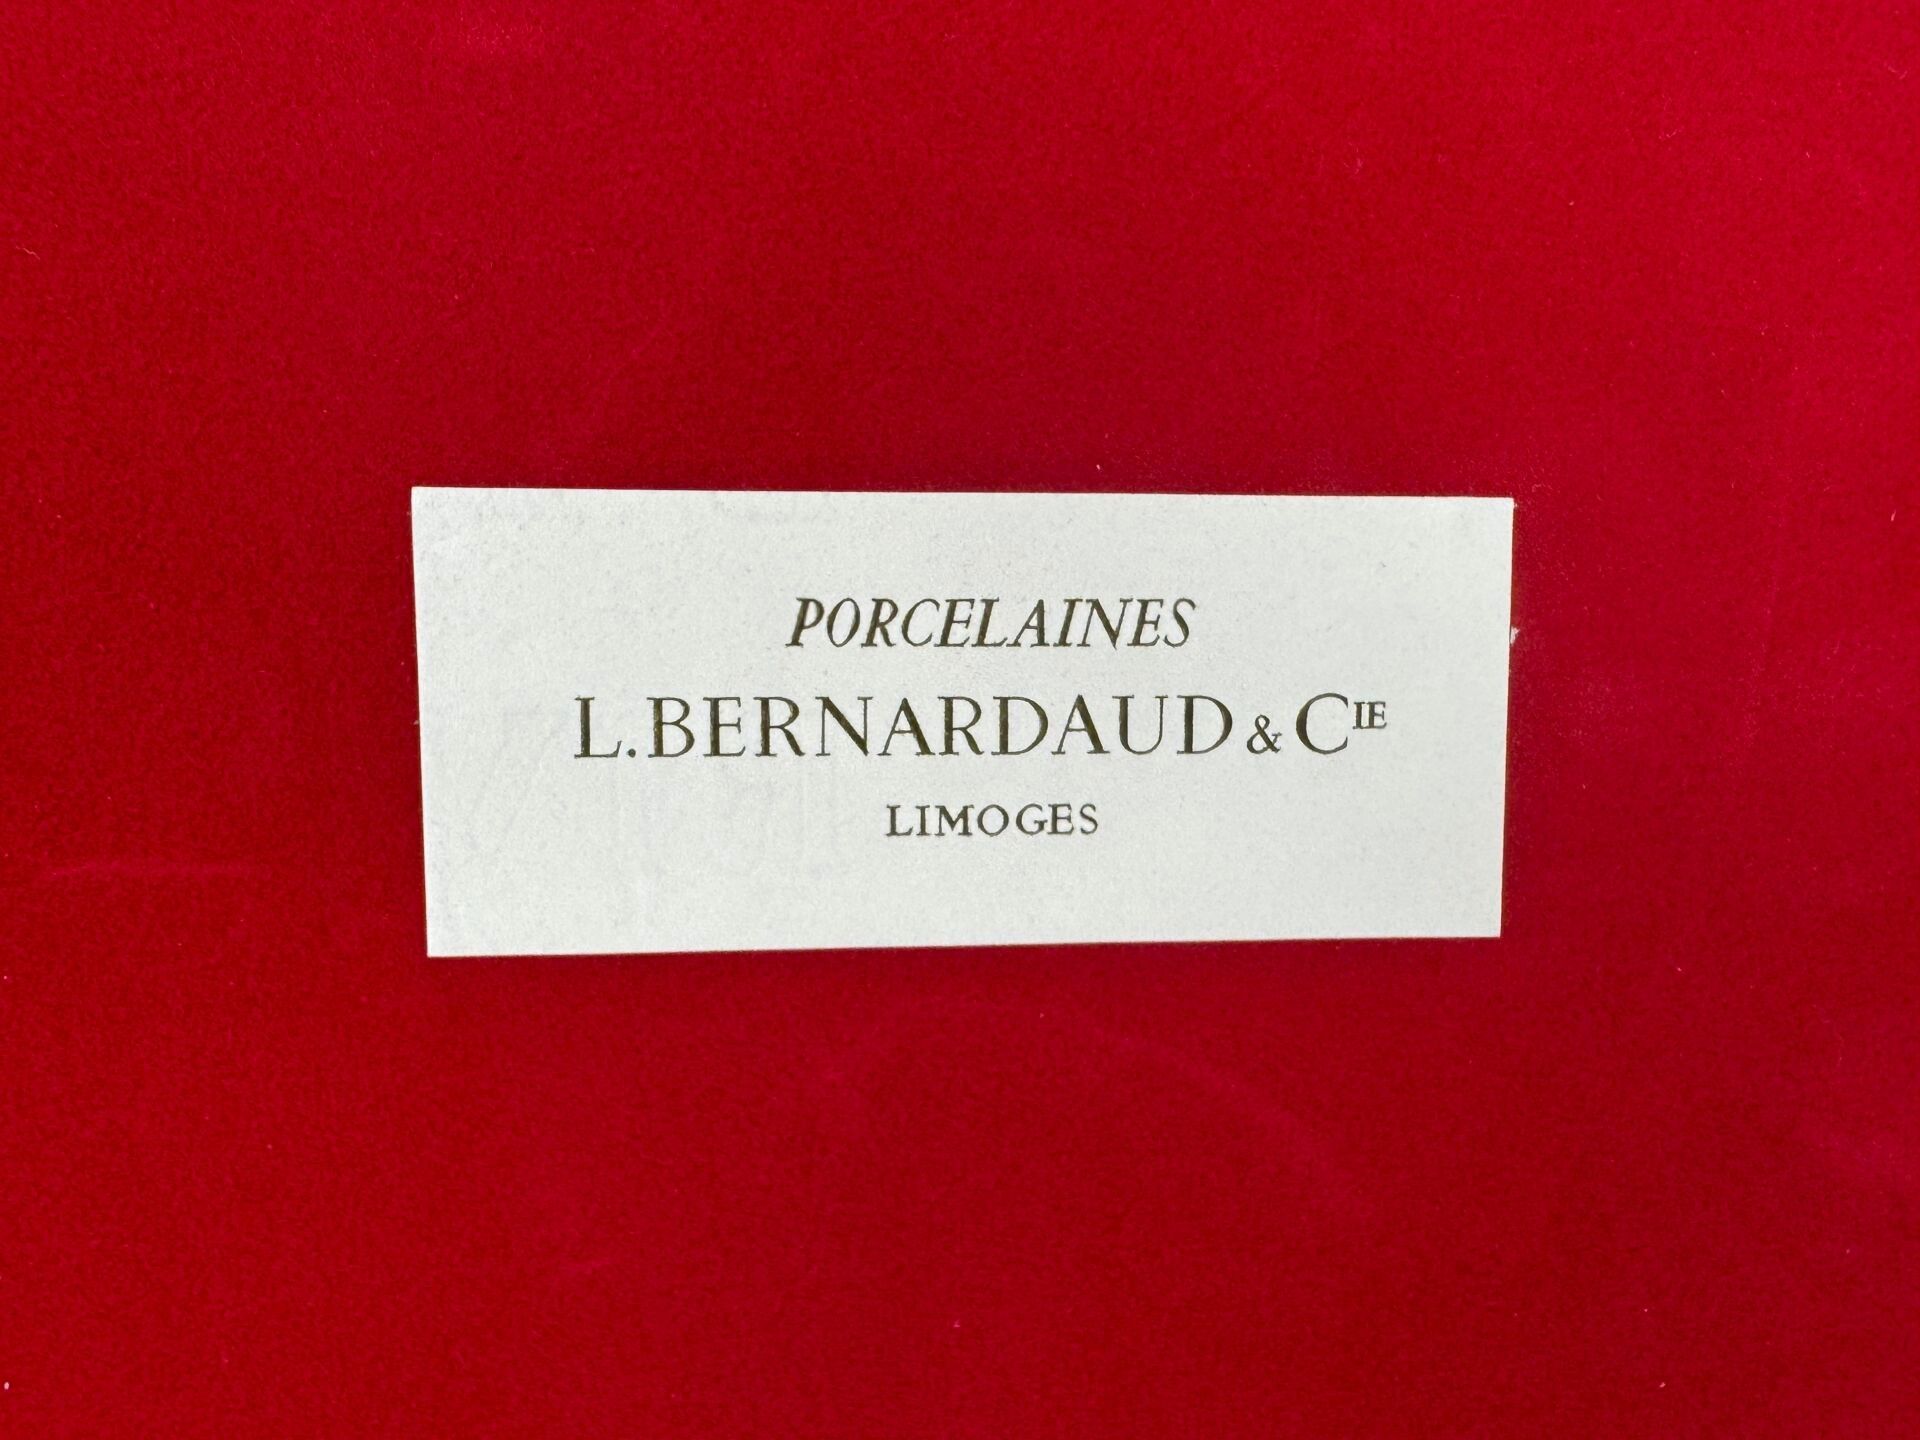 PORCELAINES
L. BERNARDAUD & CIE
LIMOGES